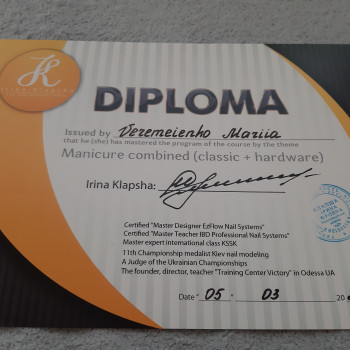 DIPLOMA
Issued by Veremeienko Mariia
that he (she) has mastered the program of the course by the theme
Manicure combined (classic + hardware)
Irina Klapsha:
Certified "Master Designer EzFlow Nail Systems"
Certified "Master Teacher IBD Professional Nail Systems"
Master expert international class KSSK
11th Championship medalist Kiev nail modeling
A Judge of the Ukrainian Championships
The founder, director, teacher "Training Center Victory" in Odessa UA
Date "05" 03 20